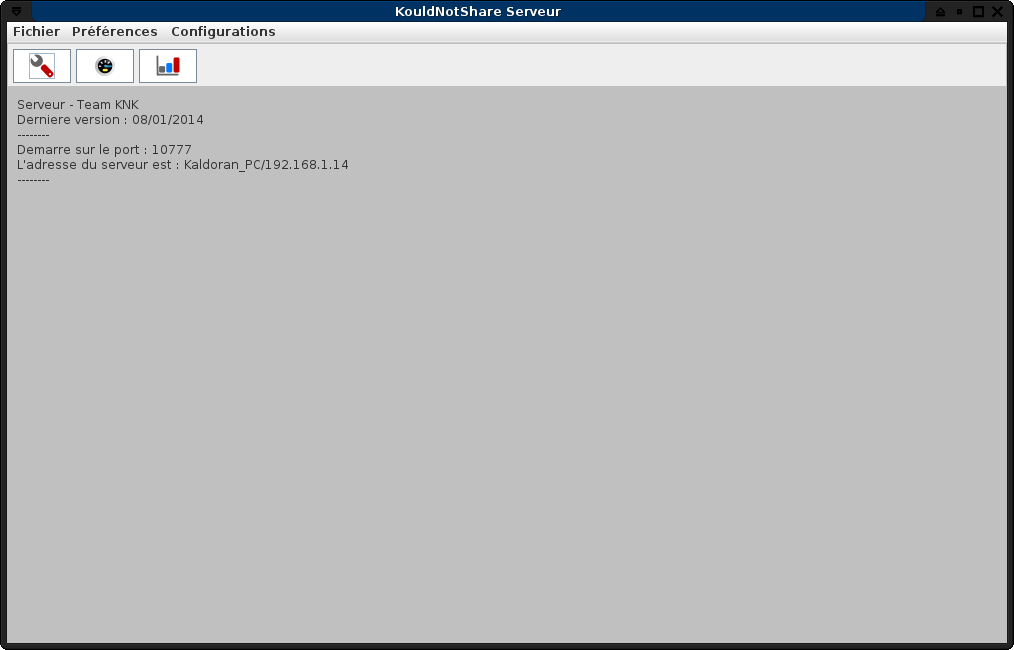 KouldNotShare Serveur
Fichier Préférences Configurations
Serveur - Team KNK
Derniere version : 08/01/2014
--------
Demarre sur le port : 10777
L'adresse du serveur est : Kaldoran_PC/192.168.1.14
--------